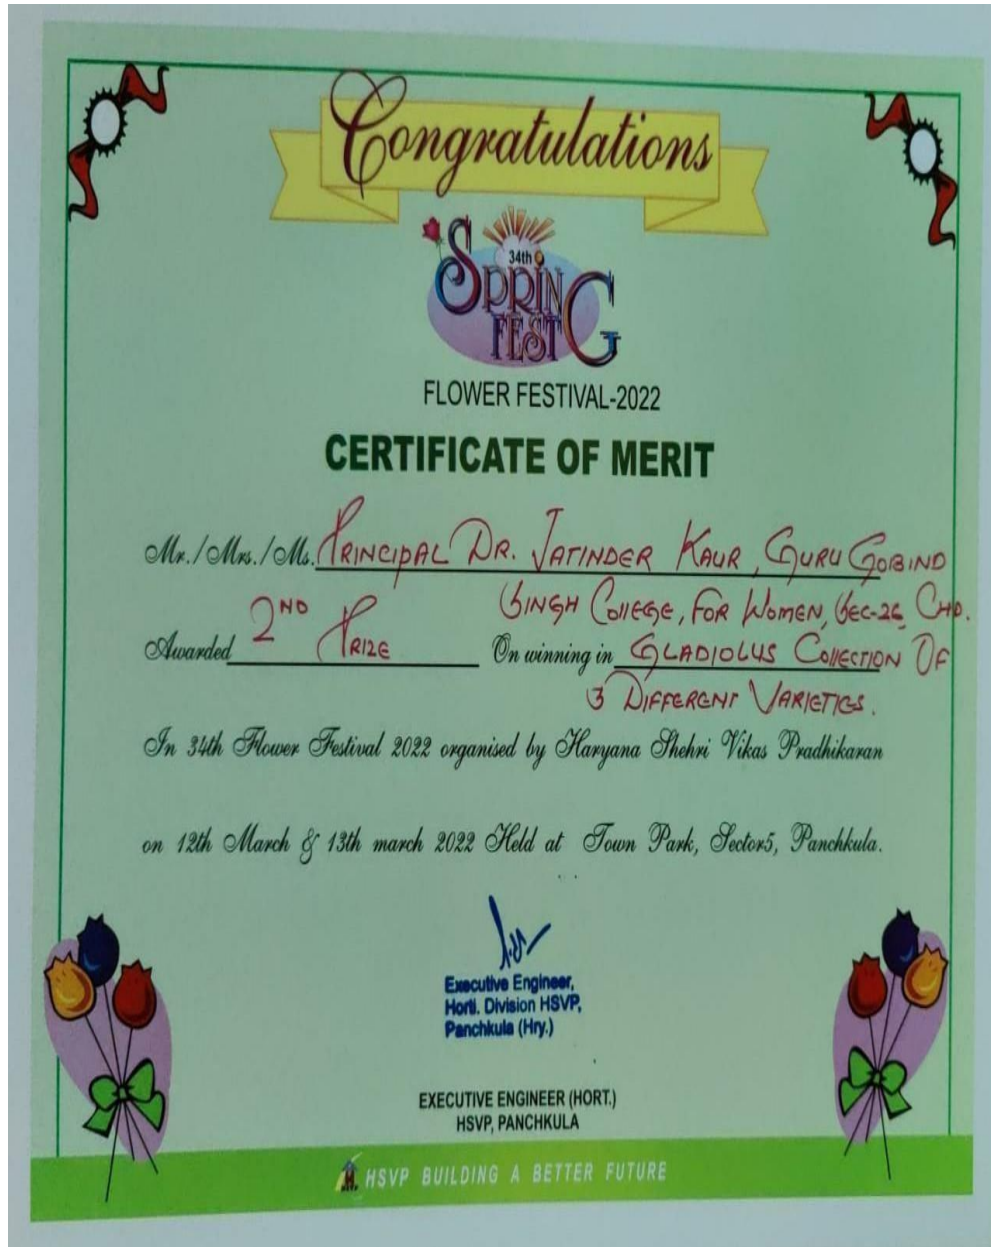 Congratulations
34th
SPRING
FEST
FLOWER FESTIVAL-2022
CERTIFICATE OF MERIT
Mr./Mrs./Ms. PRINCIPAL DR. JATINDER KAUR, GURU GOBIND
SINGH COllEGE, FOR WOMEN, SEC-26, CHD.
Awarded 2ND PRIZE On winning in GLADIOLUS COllECTION OF
3 DIFFERENT VARIETIES.
In 34th Flower Festival 2022 organised by Haryana Shehri Vikas Pradhikaran
on 12th March & 13th march 2022 Held at Town Park, Sector5, Panchkula.
Executive Engineer,
Horti. Division HSVP,
Panchkula (Hry.)
EXECUTIVE ENGINEER (HORT.)
HSVP, PANCHKULA
HSVP BUILDING A BETTER FUTURE